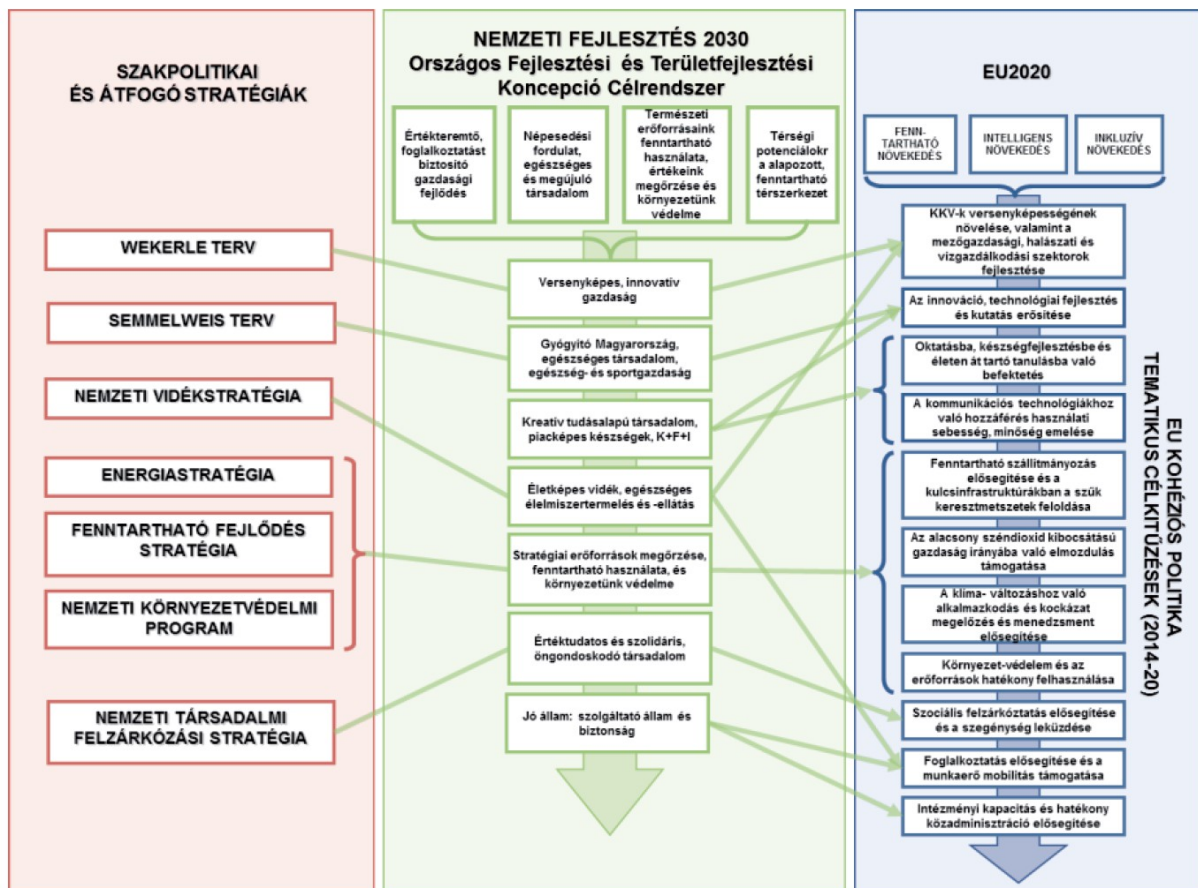 SZAKPOLITIKAI
ÉS ÁTFOGÓ STRATÉGIÁK
WEKERLE TERV
SEMMELWEIS TERV
NEMZETI VIDÉKSTRATÉGIA
ENERGIASTRATÉGIA
FENNTARTHATÓ FEJLŐDÉS
STRATÉGIA
NEMZETI KÖRNYEZETVÉDELMI
PROGRAM
NEMZETI TÁRSADALMI
FELZÁRKÓZÁSI STRATÉGIA
NEMZETI FEJLESZTÉS 2030
Országos Fejlesztési és Területfejlesztési
Koncepció Célrendszer
Értékteremtő,
foglalkoztatást
biztosító
gazdasági
fejlődés
Népesedési
fordulat,
egészséges
és megújuló
társadalom
Természeti
erőforrásaink
fenntartható
használata,
értékeink
megőrzése és
környezetünk
védelme
Térségi
potenciálokr
a alapozott,
fenntartható
térszerkezet
Versenyképes, innovatív
gazdaság
Gyógyító Magyarország,
egészséges társadalom,
egészség- és sportgazdaság
Kreatív tudásalapú társadalom,
piacképes készségek, K+F+I
Életképes vidék, egészséges
élelmiszertermelés és -ellátás
Stratégiai erőforrások megőrzése,
fenntartható használata, és
környezetünk védelme
Értéktudatos és szolidáris,
öngondoskodó társadalom
Jó állam: szolgáltató állam és
biztonság
EU2020
FENN-
TARTHATÓ
NÖVEKEDÉS
INTELLIGENS
NÖVEKEDÉS
INKLUZÍV
NÖVEKEDÉS
KKV-k versenyképességének
növelése, valamint a
mezőgazdasági, halászati és
vízgazdálkodási szektorok
fejlesztése
Az innováció, technológiai fejlesztés
és kutatás erősítése
Oktatásba, készségfejlesztésbe és
életen át tartó tanulásba való
befektetés
A kommunikációs technológiákhoz
való hozzáférés használati
sebesség, minőség emelése
Fenntartható szállítmányozás
elősegítése és a
kulcsinfrastruktúrákban a szűk
keresztmetszetek feloldása
Az alacsony széndioxid kibocsátású
gazdaság irányába való elmozdulás
támogatása
A klíma- változáshoz való
alkalmazkodás és kockázat
megelőzés és menedzsment
elősegítése
Környezet-védelem és az
erőforrások hatékony felhasználása
Szociális felzárkóztatás elősegítése
és a szegénység leküzdése
Foglalkoztatás elősegítése és a
munkaerő mobilitás támogatása
Intézményi kapacitás és hatékony
közadminisztráció elősegítése
EU KOHÉZIÓS POLITIKA
TEMATIKUS CÉLKITŰZÉSEK (2014-20)